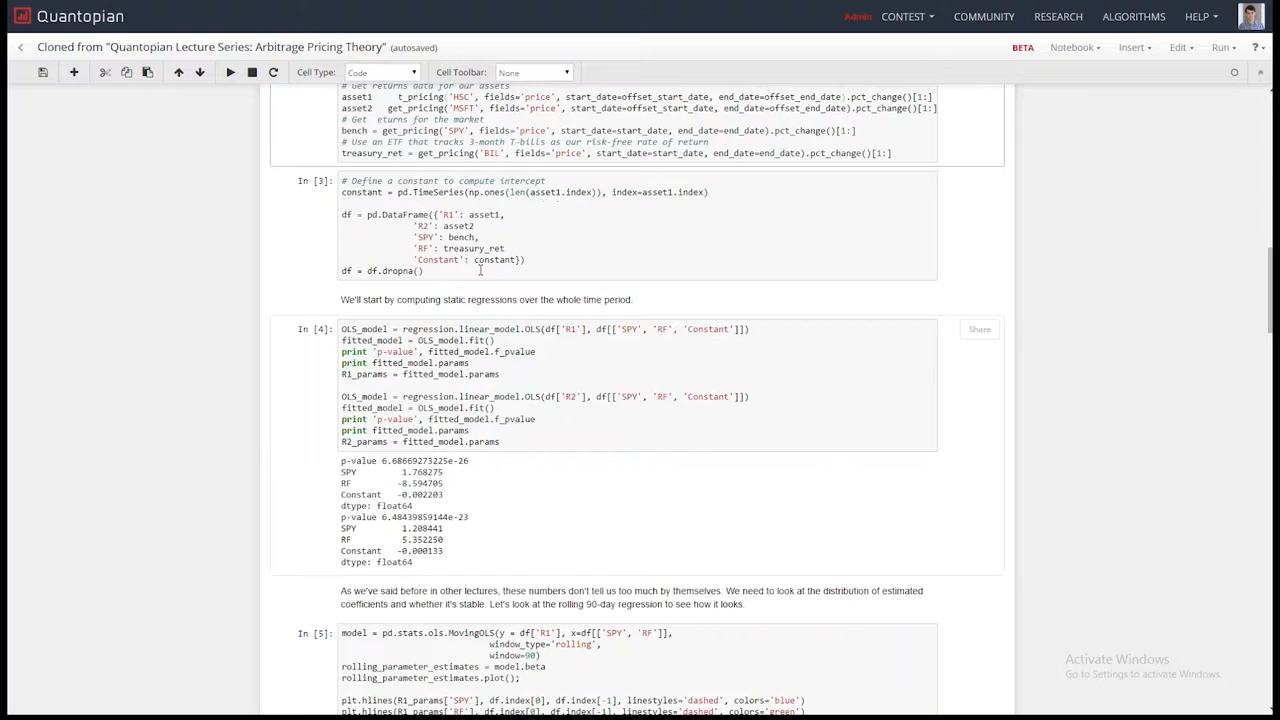 Quantopian
Admin CONTEST COMMUNITY RESEARCH ALGORITHMS HELP
Cloned from "Quantopian Lecture Series: Arbitrage Pricing Theory" (autosaved)
BETA Notebook Insert Edit Run ?
Cell Type: Code Cell Toolbar: None
# Get returns data for our assets
asset1 t_pricing('HSC', fields='price', start_date=offset_start_date, end_date=offset_end_date).pct_change()[1:]
asset2 get_pricing('MSFT', fields='price', start_date=offset_start_date, end_date=offset_end_date).pct_change()[1:]
# Get eturns for the market
bench = get_pricing('SPY', fields='price', start_date=start_date, end_date=end_date).pct_change()[1:]
# Use an ETF that tracks 3-month T-bills as our risk-free rate of return
treasury_ret = get_pricing('BIL', fields='price', start_date=start_date, end_date=end_date).pct_change()[1:]
In [3]:
# Define a constant to compute intercept
constant = pd.TimeSeries(np.ones(len(asset1.index)), index=asset1.index)
df = pd.DataFrame({'R1': asset1,
'R2': asset2
'SPY': bench,
'RF': treasury_ret
'Constant': constant})
df = df.dropna()
We'll start by computing static regressions over the whole time period.
In [4]:
OLS_model = regression.linear_model.OLS(df['R1'], df[['SPY', 'RF', 'Constant']])
fitted_model = OLS_model.fit()
print 'p-value', fitted_model.f_pvalue
print fitted_model.params
R1_params = fitted_model.params
OLS_model = regression.linear_model.OLS(df['R2'], df[['SPY', 'RF', 'Constant']])
fitted_model = OLS_model.fit()
print 'p-value', fitted_model.f_pvalue
print fitted_model.params
R2_params = fitted_model.params
Share
p-value 6.68669273225e-26
SPY 1.768275
RF -8.594705
Constant -0.002203
dtype: float64
p-value 6.48439859144e-23
SPY 1.208441
RF 5.352250
Constant -0.000133
dtype: float64
As we've said before in other lectures, these numbers don't tell us too much by themselves. We need to look at the distribution of estimated
coefficients and whether it's stable. Let's look at the rolling 90-day regression to see how it looks.
In [5]:
model = pd.stats.ols.MovingOLS(y = df['R1'], x=df[['SPY', 'RF']],
window_type='rolling',
window=90)
rolling_parameter_estimates = model.beta
rolling_parameter_estimates.plot();
plt.hlines(R1_params['SPY'], df.index[0], df.index[-1], linestyles='dashed', colors='blue')
plt.hlines(R1_params['RF'], df.index[0], df.index[-1], linestyles='dashed', colors='green')
Activate Windows
Go to Settings to activate Windows.